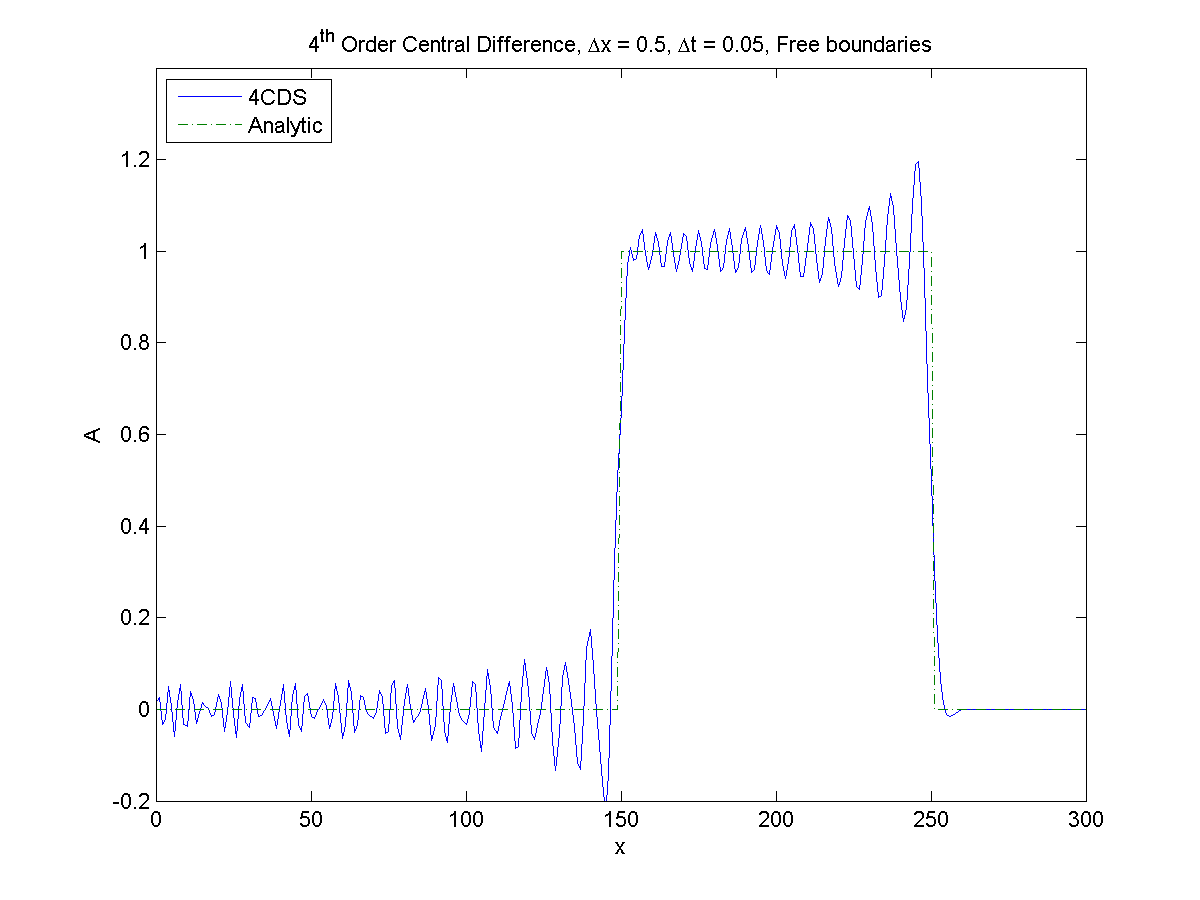 4th Order Central Difference, Δx = 0.5, Δt = 0.05, Free boundaries
4CDS
Analytic
1.2
1
0.8
0.6
A
0.4
0.2
0
-0.2
0 50 100 150 200 250 300
x